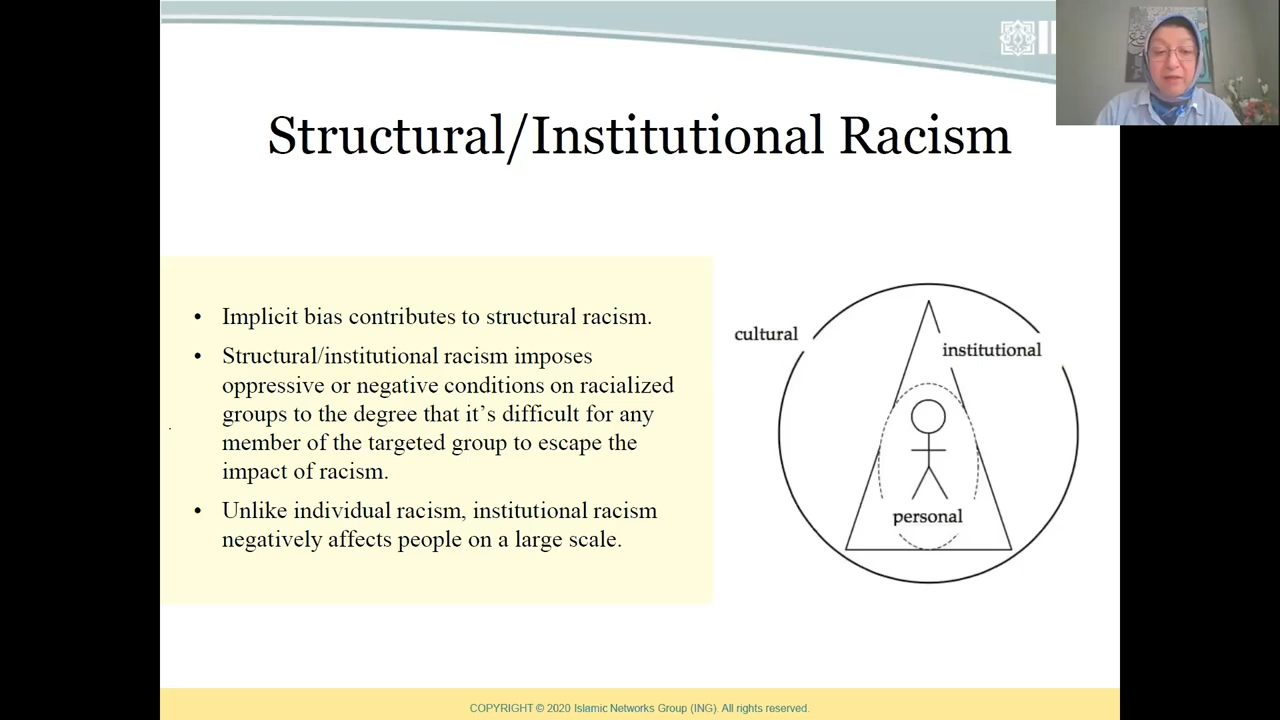 Structural/Institutional Racism
• Implicit bias contributes to structural racism.
• Structural/institutional racism imposes
oppressive or negative conditions on racialized
groups to the degree that it’s difficult for any
member of the targeted group to escape the
impact of racism.
• Unlike individual racism, institutional racism
negatively affects people on a large scale.
cultural
institutional
personal
COPYRIGHT © 2020 Islamic Networks Group (ING). All rights reserved.